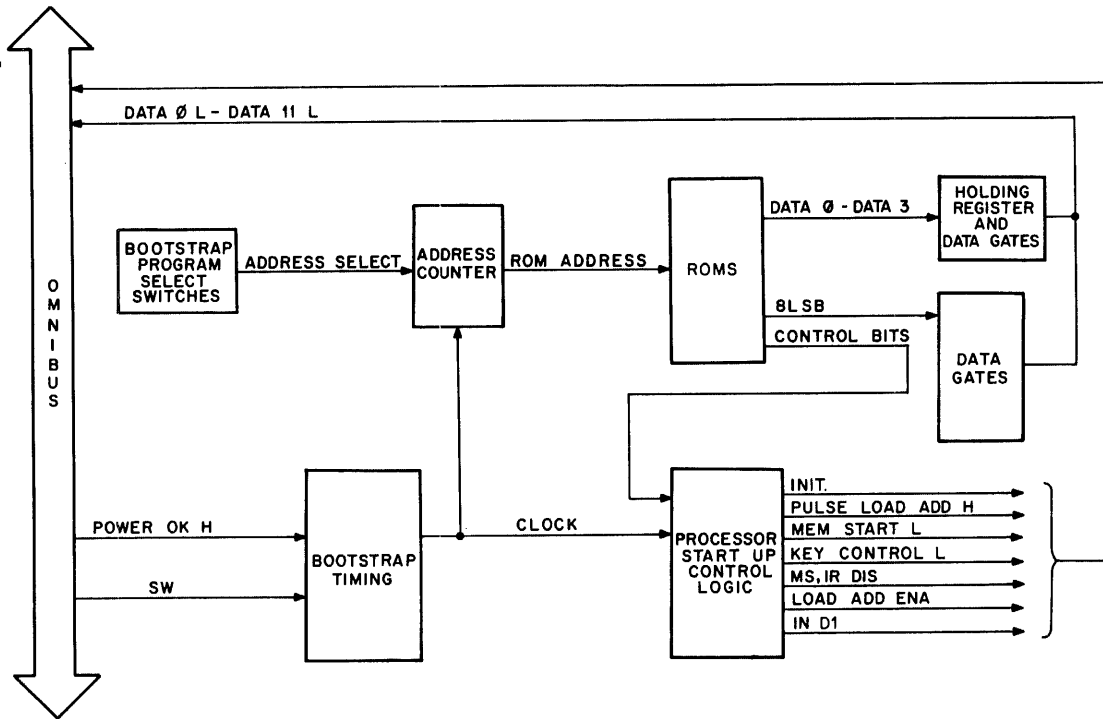 DATA Ø L - DATA 11 L
HOLDING
REGISTER
AND
DATA GATES
DATA Ø - DATA 3
ROMS
ADDRESS
COUNTER
ROM ADDRESS
BOOTSTRAP
PROGRAM
SELECT
SWITCHES
ADDRESS SELECT
OMNIBUS
8LSB
CONTROL BITS
DATA
GATES
POWER OK H
SW
BOOTSTRAP
TIMING
CLOCK
PROCESSOR
START UP
CONTROL
LOGIC
INIT.
PULSE LOAD ADD H
MEM START L
KEY CONTROL L
MS, IR DIS
LOAD ADD ENA
IN D1